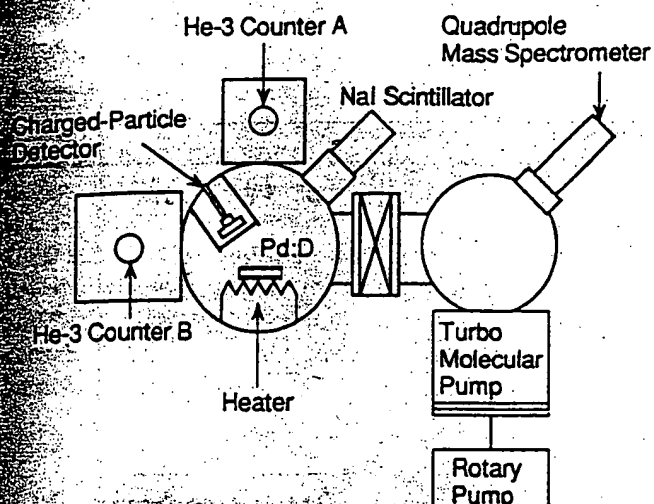 He-3 Counter A
Quadrupole
Mass Spectrometer
NaI Scintillator
Charged-Particle
Detector
Pd:D
He-3 Counter B
Heater
Turbo
Molecular
Pump
Rotary
Pump